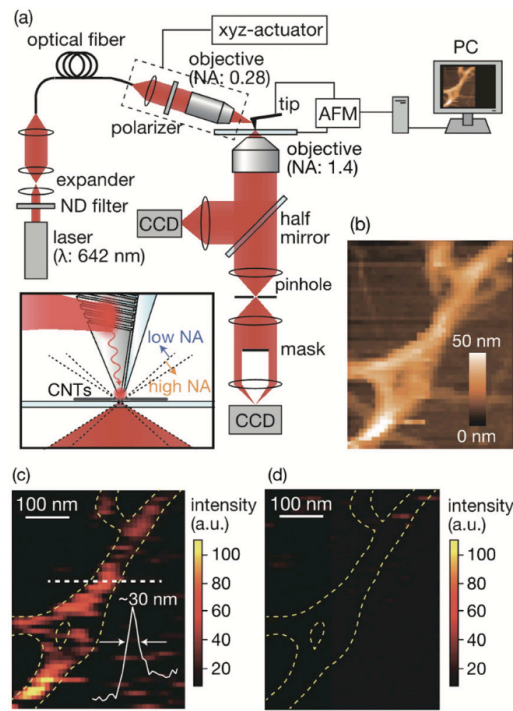 (a)
optical fiber
xyz-actuator
PC
objective
(NA: 0.28)
tip
AFM
polarizer
objective
(NA: 1.4)
expander
ND filter
laser
(λ: 642 nm)
CCD
half
mirror
pinhole
mask
CCD
low NA
high NA
CNTs
(b)
50 nm
0 nm
(c)
100 nm
intensity
(a.u.)
100
80
60
40
20
~30 nm
(d)
100 nm
intensity
(a.u.)
100
80
60
40
20